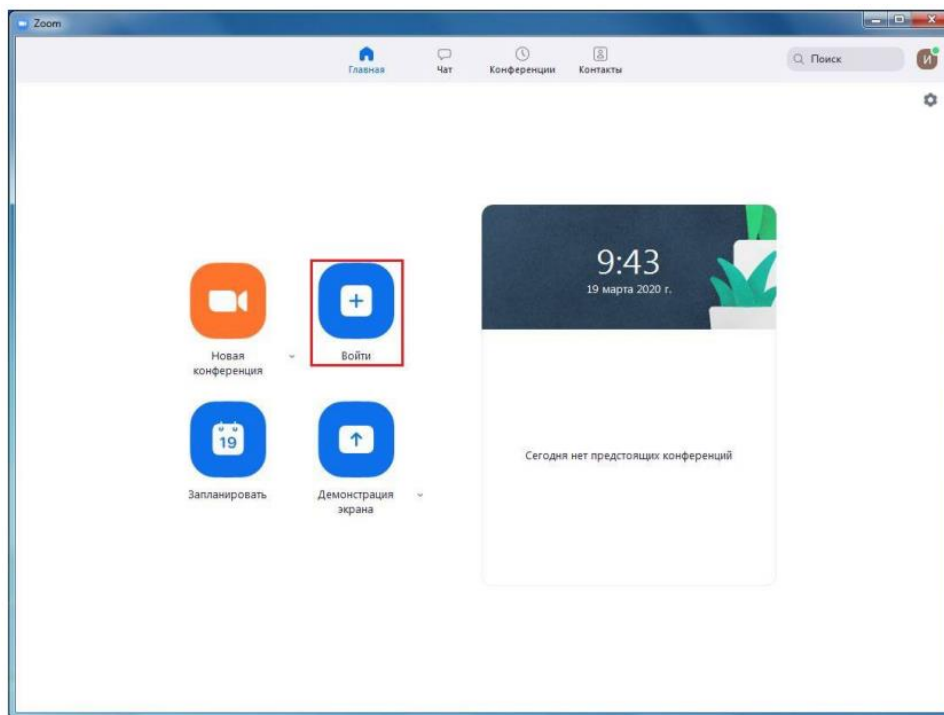 Zoom
Главная
Чат
Конференции
Контакты
Поиск
И
9:43
19 марта 2020 г.
Новая
конференция
Войти
19
Запланировать
Демонстрация
экрана
Сегодня нет предстоящих конференций